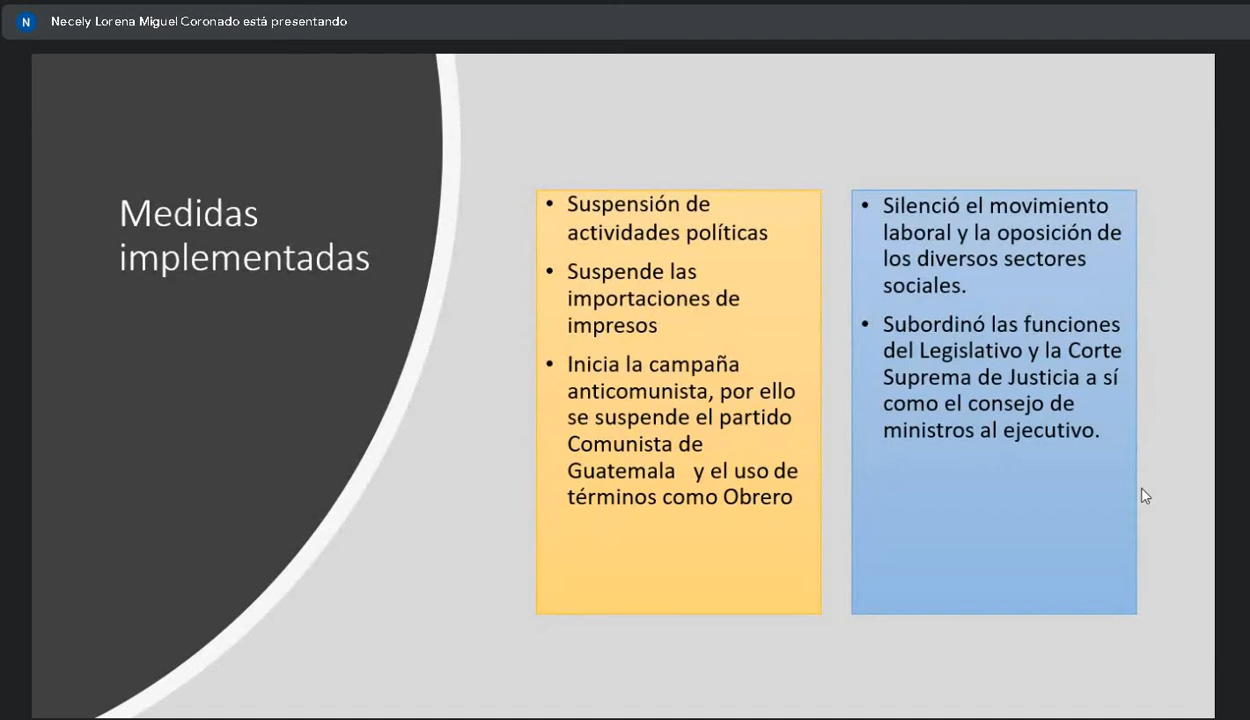 N
Necely Lorena Miguel Coronado está presentando
Medidas
implementadas
• Suspensión de
actividades políticas
• Suspende las
importaciones de
impresos
• Inicia la campaña
anticomunista, por ello
se suspende el partido
Comunista de
Guatemala y el uso de
términos como Obrero
• Silenció el movimiento
laboral y la oposición de
los diversos sectores
sociales.
• Subordinó las funciones
del Legislativo y la Corte
Suprema de Justicia a sí
como el consejo de
ministros al ejecutivo.